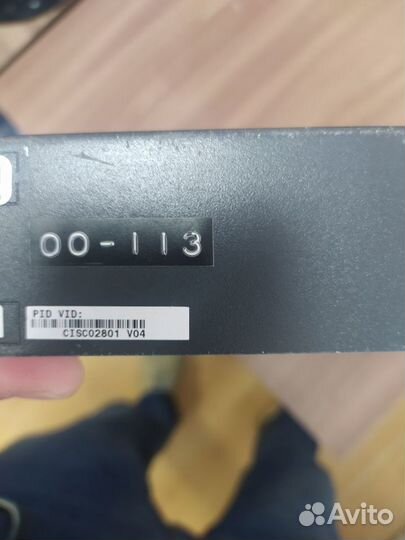 00-113
PID VID:
CISCO2801 V04
Avito